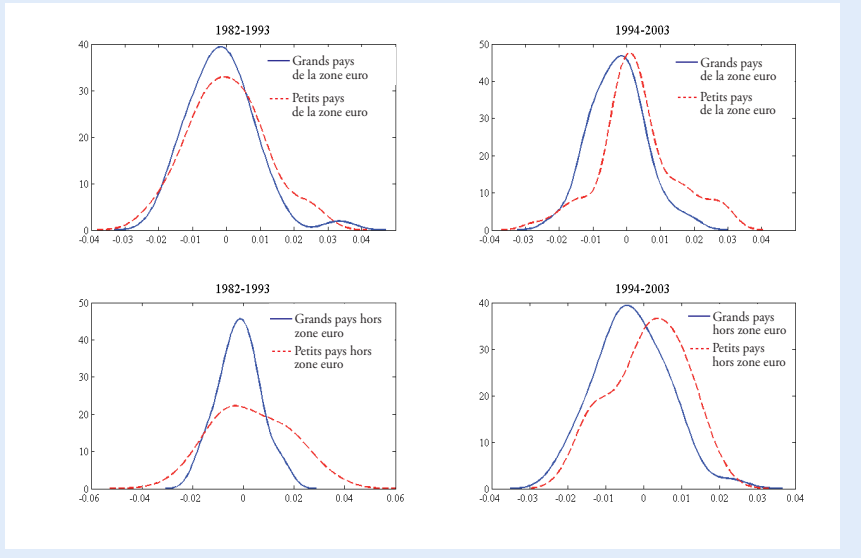 1982-1993
40
30
20
10
0
-0.04 -0.03 -0.02 -0.01 0 0.01 0.02 0.03 0.04
Grands pays
de la zone euro
Petits pays
de la zone euro
1994-2003
50
40
30
20
10
0
-0.04 -0.03 -0.02 -0.01 0 0.01 0.02 0.03 0.04
Grands pays
de la zone euro
Petits pays
de la zone euro
1982-1993
50
40
30
20
10
0
-0.06 -0.04 -0.02 0 0.02 0.04 0.06
Grands pays hors
zone euro
Petits pays hors
zone euro
1994-2003
40
30
20
10
0
-0.04 -0.03 -0.02 -0.01 0 0.01 0.02 0.03 0.04
Grands pays
hors zone euro
Petits pays
hors zone euro